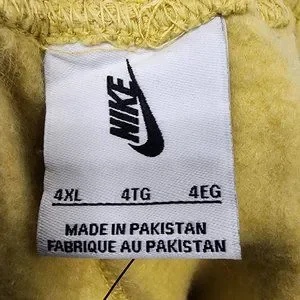 NIKE
4XL 4TG 4EG
MADE IN PAKISTAN
FABRIQUE AU PAKISTAN